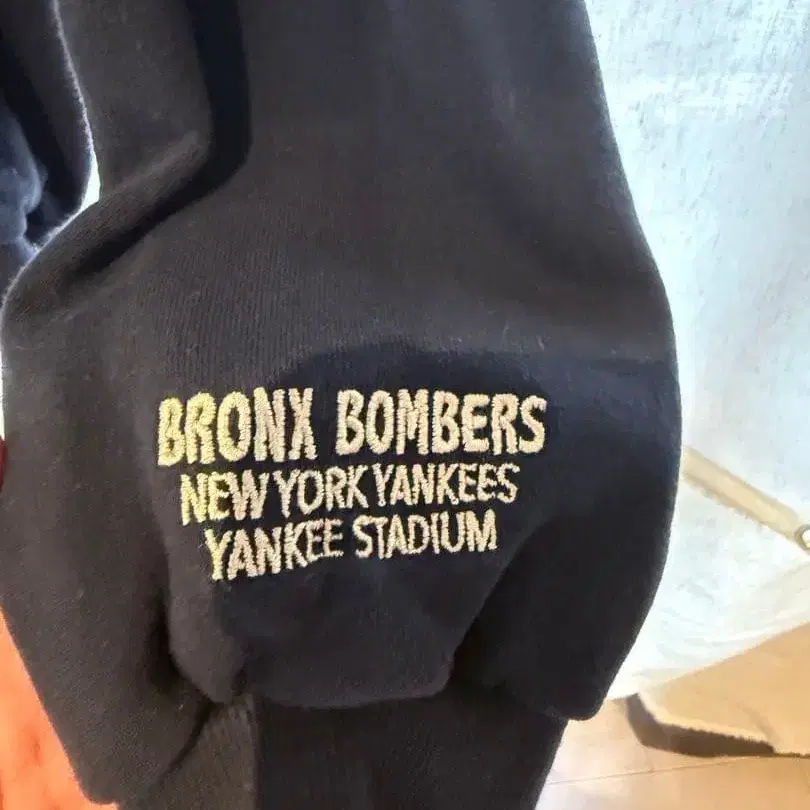 BRONX BOMBERS
NEW YORK YANKEES
YANKEE STADIUM